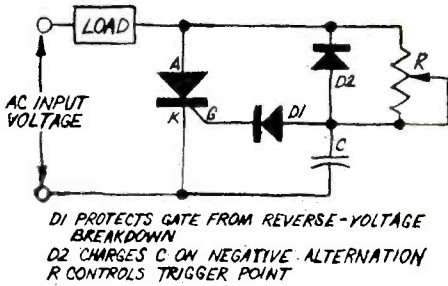 LOAD
A
D2
R
AC INPUT
VOLTAGE
K
G
D1
C
D1 PROTECTS GATE FROM REVERSE-VOLTAGE
BREAKDOWN
D2 CHARGES C ON NEGATIVE ALTERNATION
R CONTROLS TRIGGER POINT